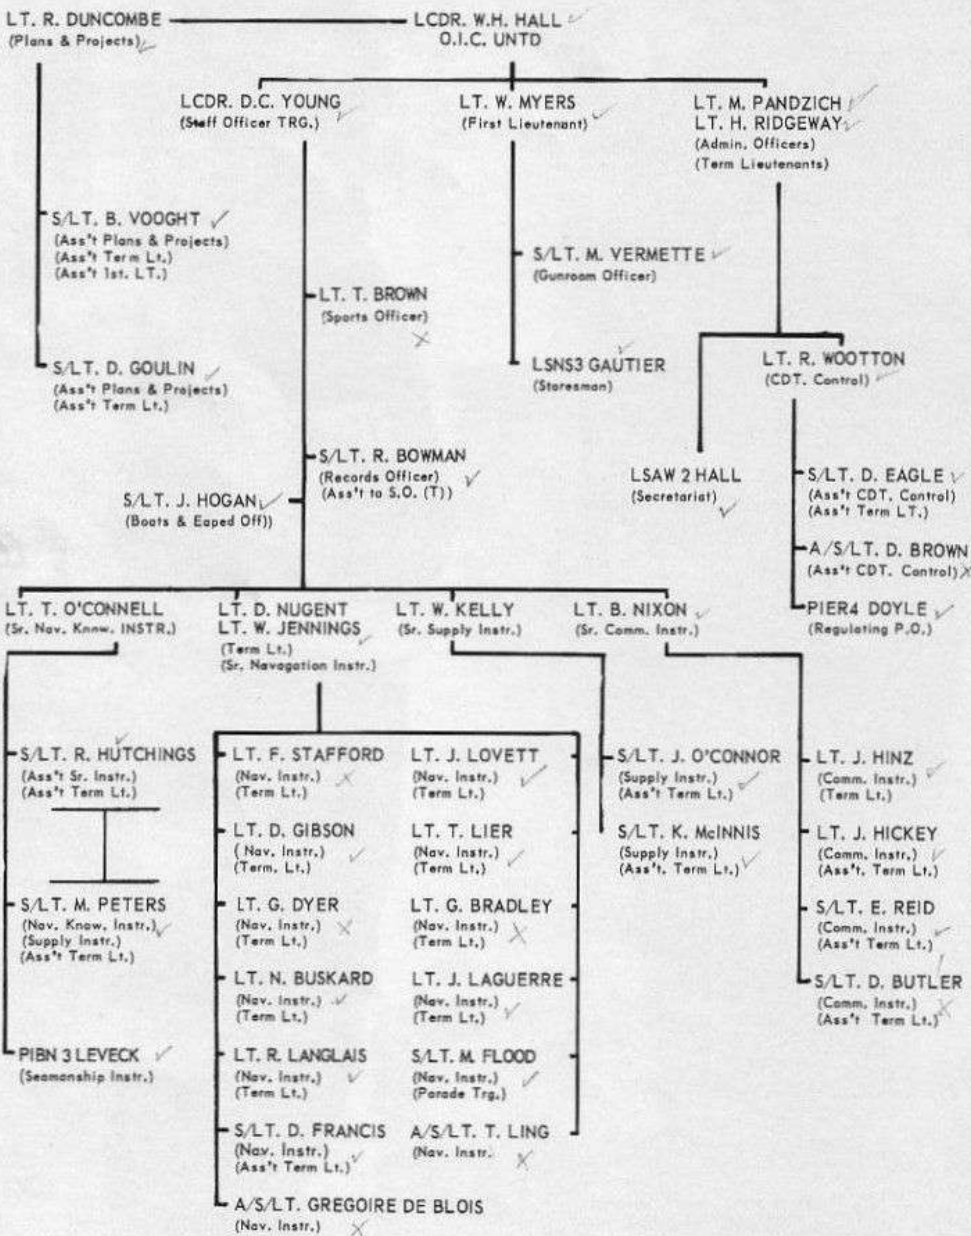 LT. R. DUNCOMBE
(Plans & Projects)
LCDR. W.H. HALL
O.I.C. UNTD
LCDR. D.C. YOUNG
(Staff Officer TRG.)
LT. W. MYERS
(First Lieutenant)
LT. M. PANDZICH
LT. H. RIDGEWAY
(Admin. Officers)
(Term Lieutenants)
S/LT. B. VOOGHT
(Ass't Plans & Projects)
(Ass't Term Lt.)
(Ass't 1st. LT.)
S/LT. D. GOULIN
(Ass't Plans & Projects)
(Ass't Term Lt.)
LT. T. BROWN
(Sports Officer)
S/LT. R. BOWMAN
(Records Officer)
(Ass't to S.O. (T))
S/LT. J. HOGAN
(Boats & Eaped Off))
S/LT. M. VERMETTE
(Gunroom Officer)
LSNS3 GAUTIER
(Storesman)
LSAW 2 HALL
(Secretariat)
LT. R. WOOTTON
(CDT. Control)
S/LT. D. EAGLE
(Ass't CDT. Control)
(Ass't Term LT.)
A/S/LT. D. BROWN
(Ass't CDT. Control)
PIER4 DOYLE
(Regulating P.O.)
LT. T. O'CONNELL
(Sr. Nav. Knnw. INSTR.)
LT. D. NUGENT
LT. W. JENNINGS
(Term Lt.)
(Sr. Navagation Instr.)
LT. W. KELLY
(Sr. Supply Instr.)
LT. B. NIXON
(Sr. Comm. Instr.)
S/LT. R. HUTCHINGS
(Ass't Sr. Instr.)
(Ass't Term Lt.)
S/LT. M. PETERS
(Nav. Know. Instr.)
(Supply Instr.)
(Ass't Term Lt.)
PIBN 3 LEVECK
(Seamanship Instr.)
LT. F. STAFFORD
(Nav. Instr.)
(Term Lt.)
LT. D. GIBSON
( Nav. Instr.)
(Term. Lt.)
LT. G. DYER
(Nav. Instr.)
(Term Lt.)
LT. N. BUSKARD
(Nav. Instr.)
(Term Lt.)
LT. R. LANGLAIS
(Nav. Instr.)
(Term Lt.)
S/LT. D. FRANCIS
(Nav. Instr.)
(Ass't Term Lt.)
A/S/LT. GREGOIRE DE BLOIS
(Nav. Instr.)
LT. J. LOVETT
(Nav. Instr.)
(Term Lt.)
LT. T. LIER
(Nav. Instr.)
(Term Lt.)
LT. G. BRADLEY
(Nav. Instr.)
(Term Lt.)
LT. J. LAGUERRE
(Nav. Instr.)
(Term Lt.)
S/LT. M. FLOOD
(Nav. Instr.)
(Parade Trg.)
A/S/LT. T. LING
(Nav. Instr.
S/LT. J. O'CONNOR
(Supply Instr.)
(Ass't Term Lt.)
S/LT. K. McINNIS
(Supply Instr.)
(Ass't. Term Lt.)
LT. J. HINZ
(Comm. Instr.)
(Term Lt.)
LT. J. HICKEY
(Comm. Instr.)
(Ass't. Term Lt.)
S/LT. E. REID
(Comm. Instr.)
(Ass't Term Lt.)
S/LT. D. BUTLER
(Comm. Instr.)
(Ass't Term Lt.)